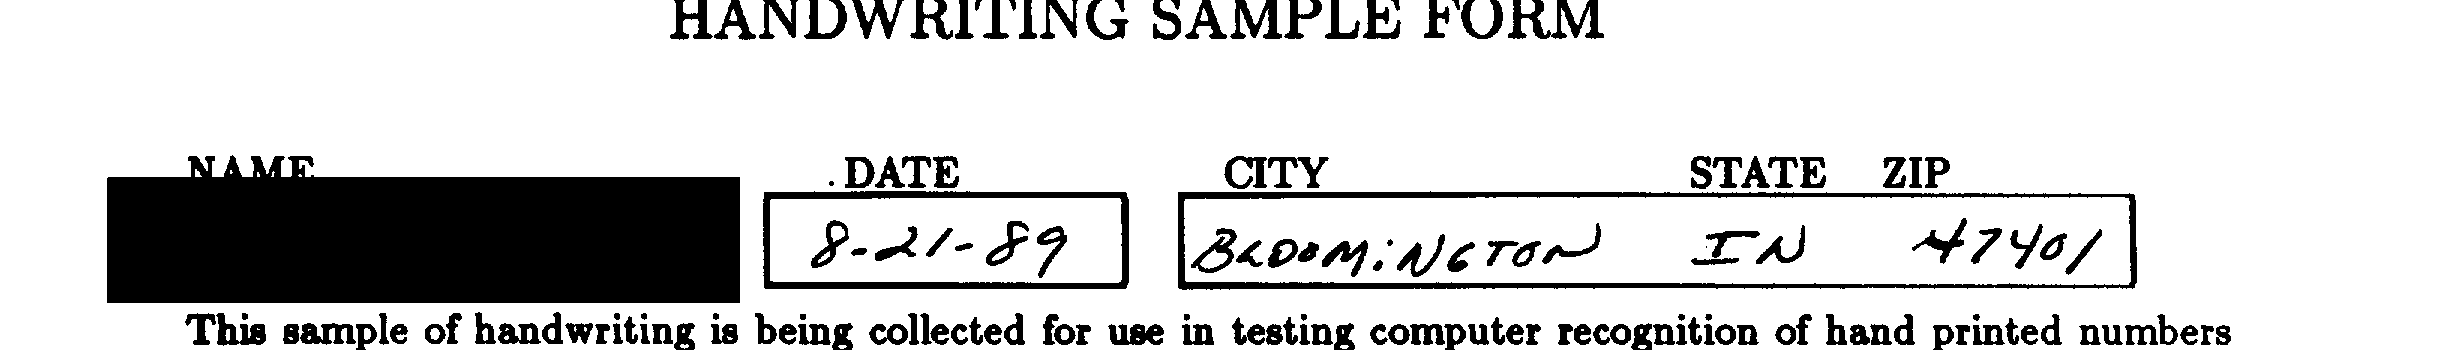 HANDWRITING SAMPLE FORM
NAME DATE CITY STATE ZIP
8-21-89 BLOOMiNGTON IN 47401
This sample of handwriting is being collected for use in testing computer recognition of hand printed numbers